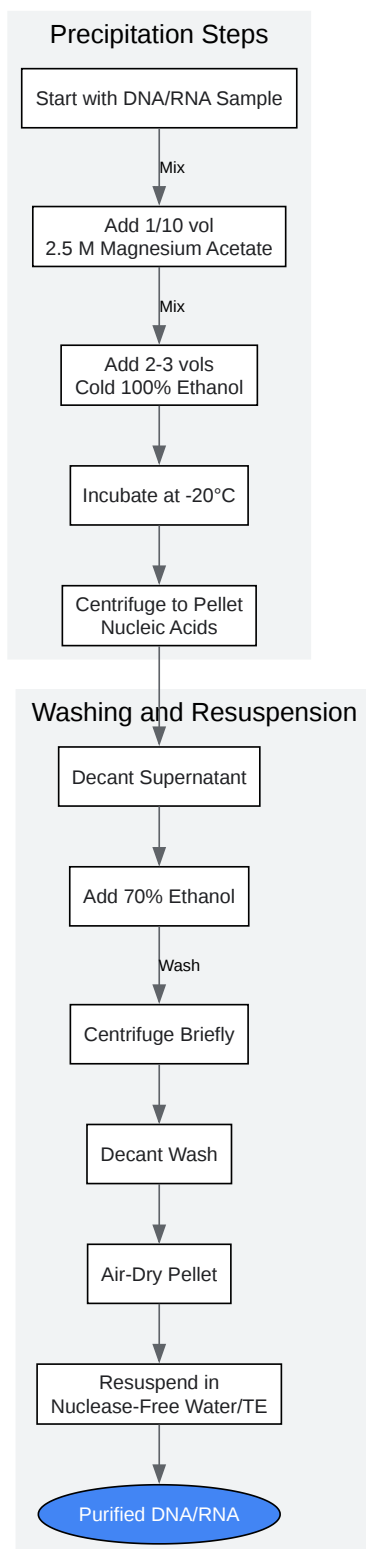 Precipitation Steps
Start with DNA/RNA Sample
Mix
Add 1/10 vol
2.5 M Magnesium Acetate
Mix
Add 2-3 vols
Cold 100% Ethanol
Incubate at -20°C
Centrifuge to Pellet
Nucleic Acids
Washing and Resuspension
Decant Supernatant
Add 70% Ethanol
Wash
Centrifuge Briefly
Decant Wash
Air-Dry Pellet
Resuspend in
Nuclease-Free Water/TE
Purified DNA/RNA